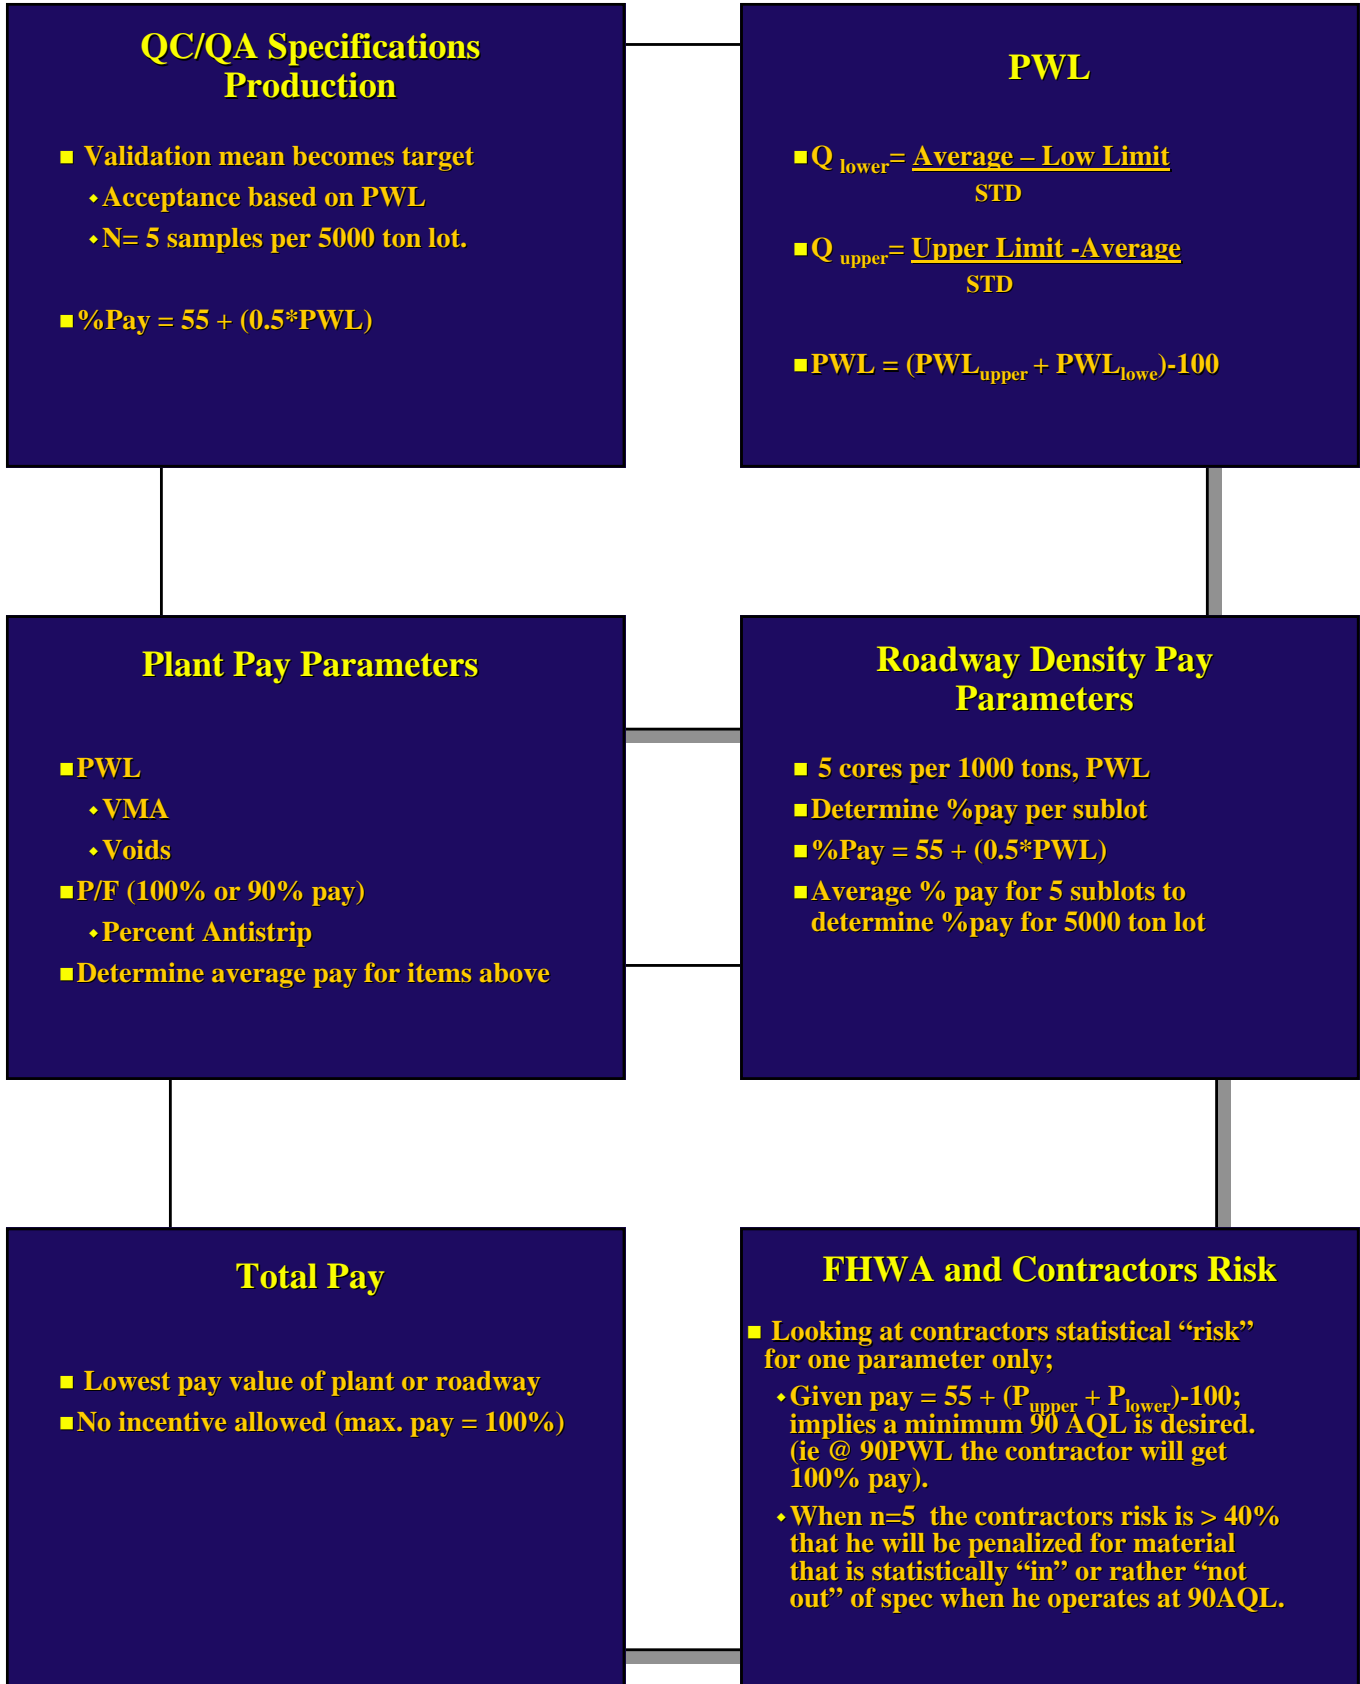 QC/QA Specifications
Production
■ Validation mean becomes target
◆Acceptance based on PWL
◆N= 5 samples per 5000 ton lot.
■%Pay = 55 + (0.5*PWL)
PWL
■Q lower= Average – Low Limit
STD
■Q upper= Upper Limit -Average
STD
■PWL = (PWLupper + PWLlowe)-100
Plant Pay Parameters
■PWL
◆VMA
◆Voids
■P/F (100% or 90% pay)
◆Percent Antistrip
■Determine average pay for items above
Roadway Density Pay
Parameters
■ 5 cores per 1000 tons, PWL
■Determine %pay per sublot
■%Pay = 55 + (0.5*PWL)
■Average % pay for 5 sublots to
determine %pay for 5000 ton lot
Total Pay
■ Lowest pay value of plant or roadway
■No incentive allowed (max. pay = 100%)
FHWA and Contractors Risk
■ Looking at contractors statistical “risk”
for one parameter only;
◆Given pay = 55 + (Pupper + Plower)-100;
implies a minimum 90 AQL is desired.
(ie @ 90PWL the contractor will get
100% pay).
◆When n=5 the contractors risk is > 40%
that he will be penalized for material
that is statistically “in” or rather “not
out” of spec when he operates at 90AQL.